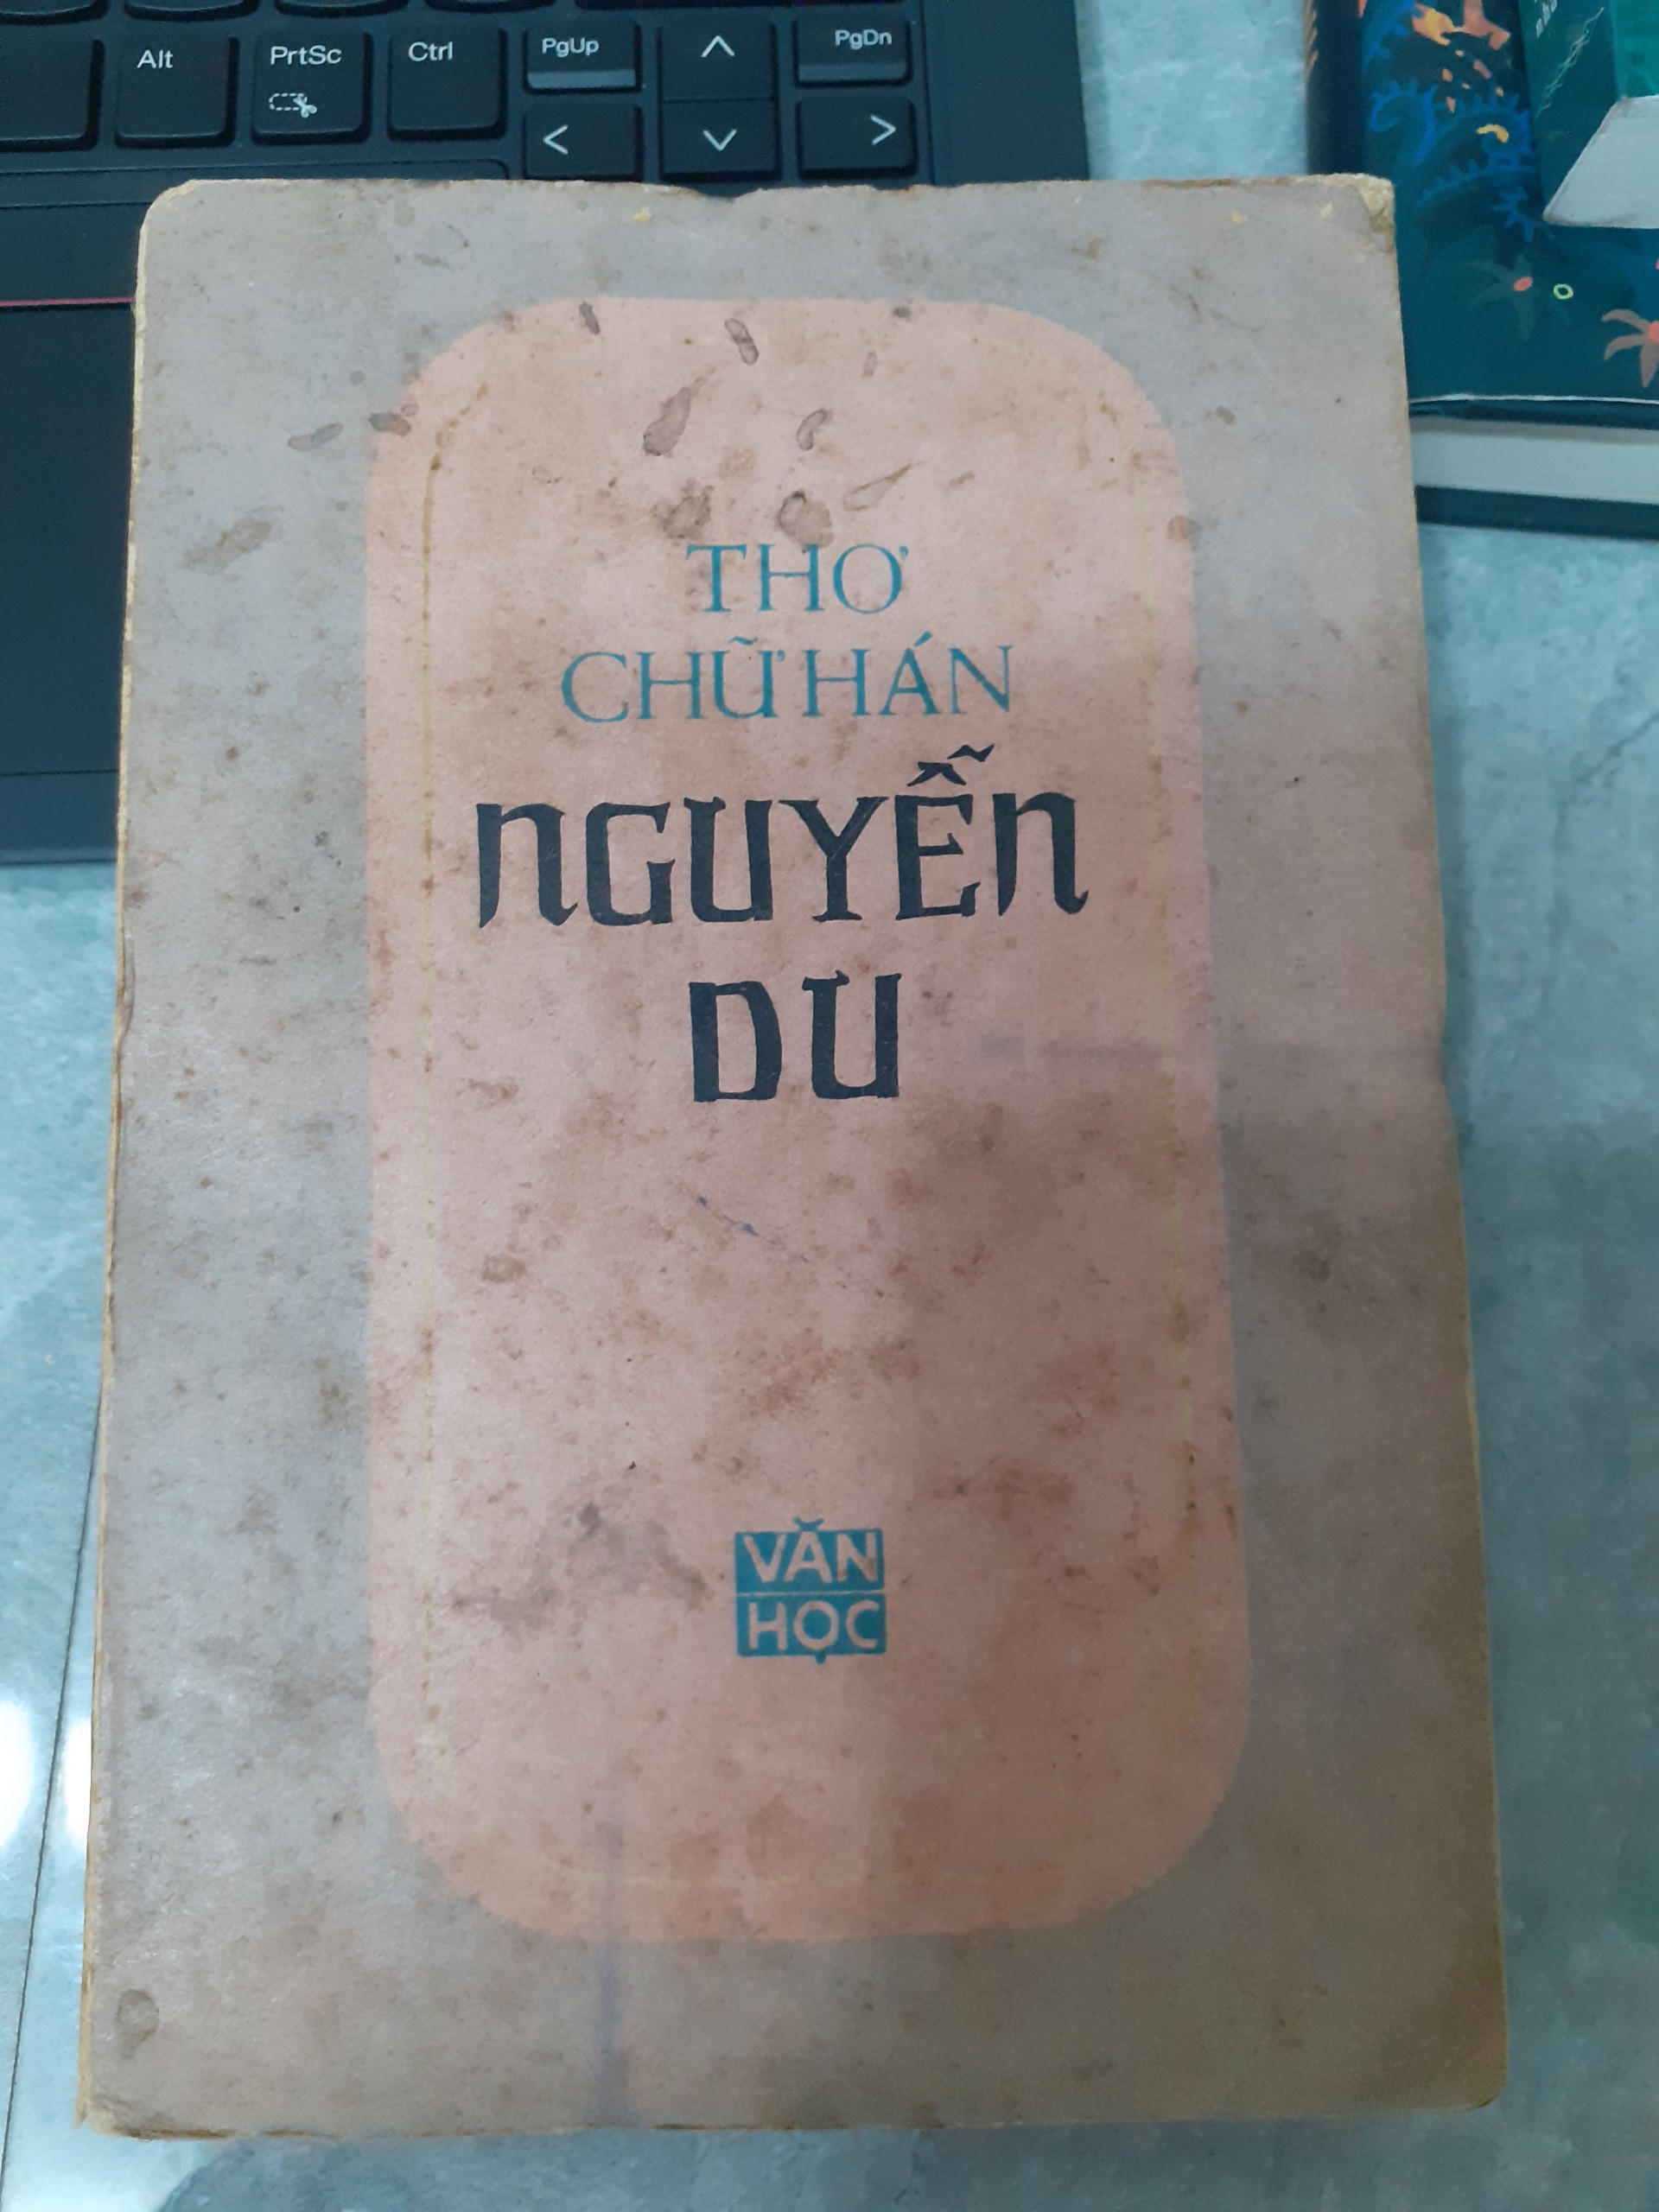 Alt
PrtSc
Ctrl
PgUp
PgDn
THƠ
CHỮ HÁN
NGUYỄN
DU
VĂN
HỌC